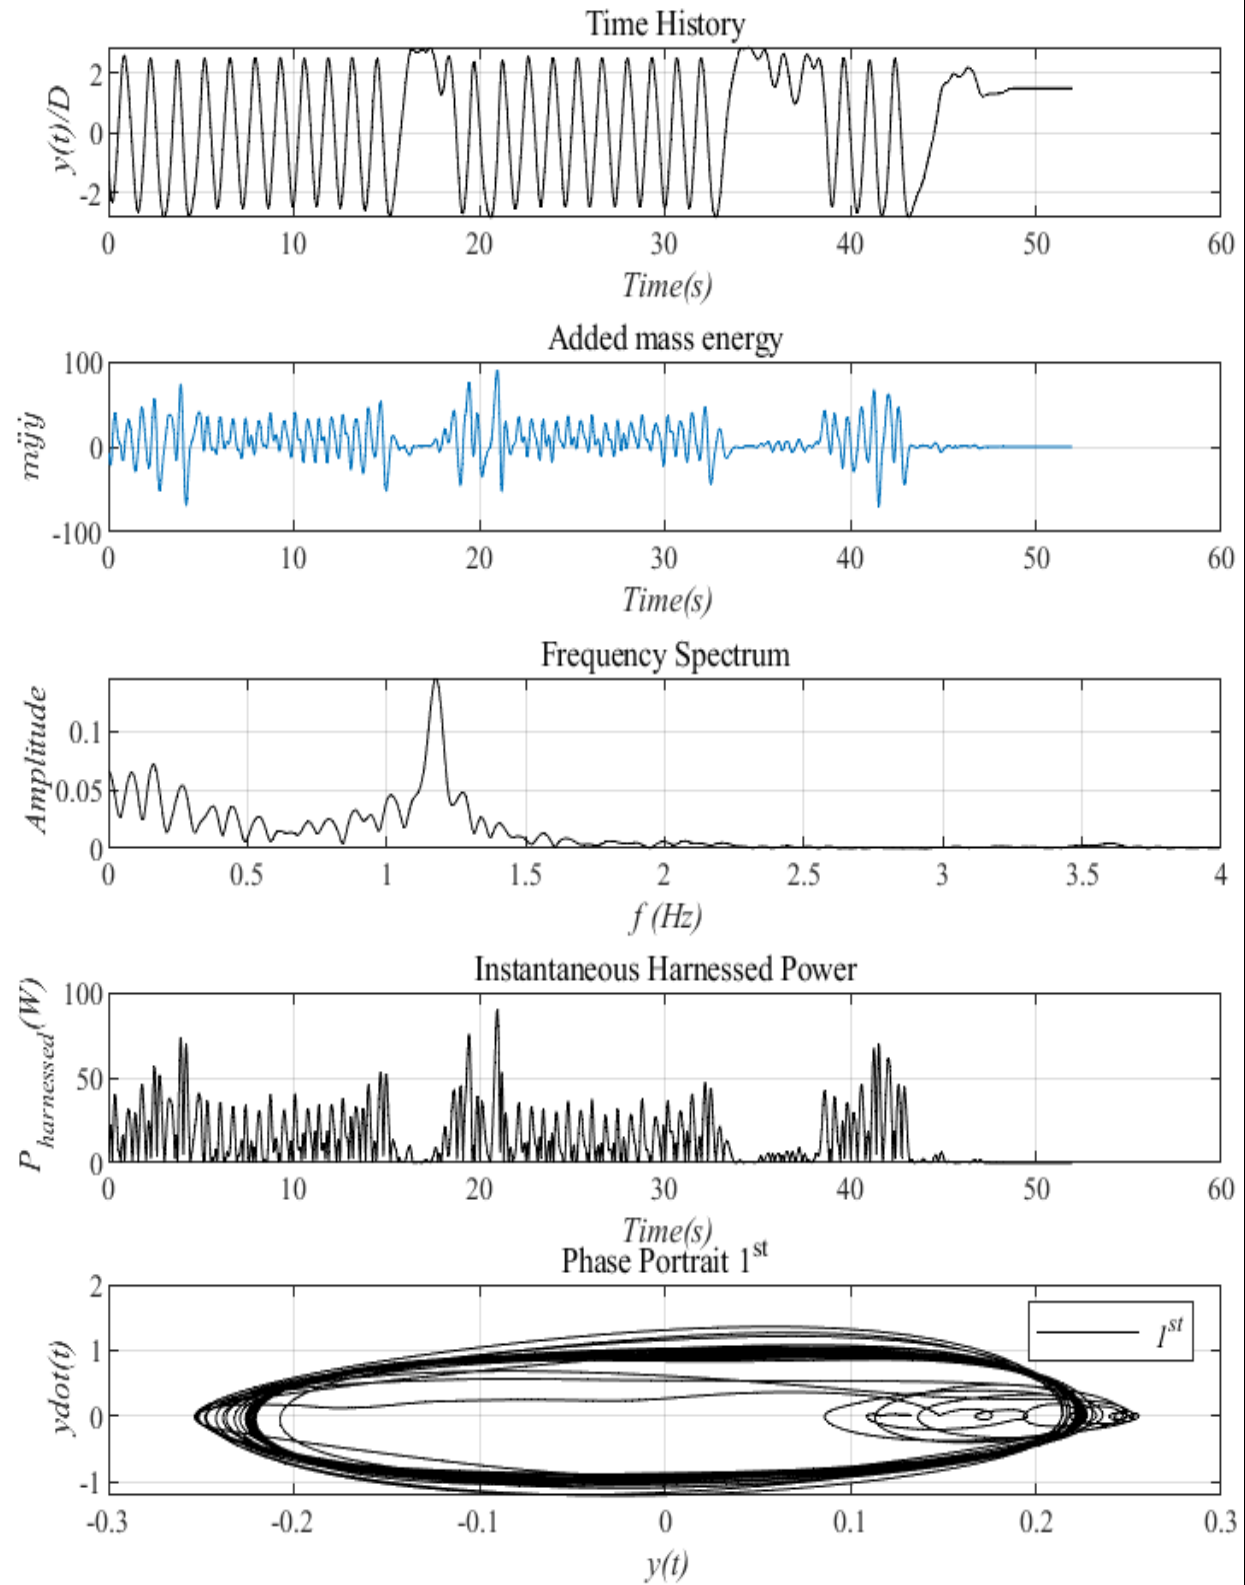 Time History
y(t)/D
2
0
-2
0 10 20 30 40 50 60
Time(s)
Added mass energy
mÿẏ
100
0
-100
0 10 20 30 40 50 60
Time(s)
Frequency Spectrum
Amplitude
0.1
0.05
0
0 0.5 1 1.5 2 2.5 3 3.5 4
f (Hz)
Instantaneous Harnessed Power
P harnessed (W)
100
50
0
0 10 20 30 40 50 60
Time(s)
Phase Portrait 1st
ydot(t)
2
1
0
-1
1st
-0.3 -0.2 -0.1 0 0.1 0.2 0.3
y(t)